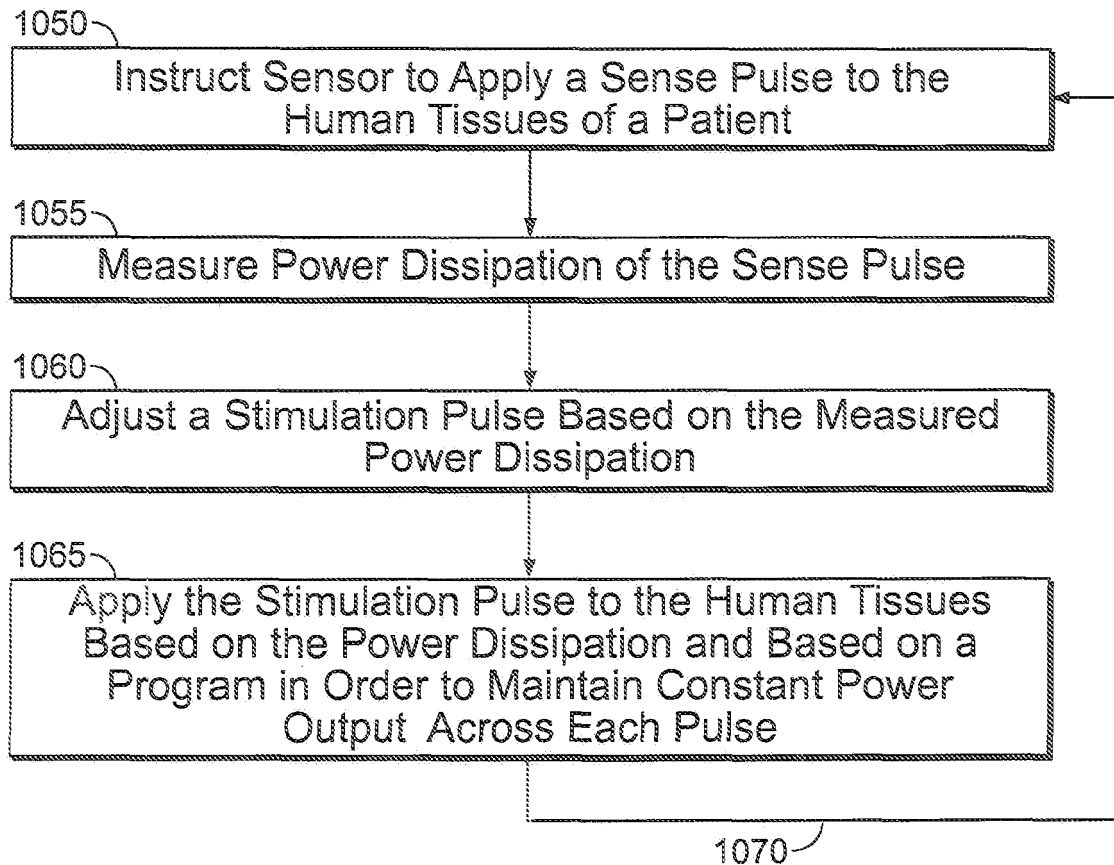 1050
Instruct Sensor to Apply a Sense Pulse to the
Human Tissues of a Patient
1055
Measure Power Dissipation of the Sense Pulse
1060
Adjust a Stimulation Pulse Based on the Measured
Power Dissipation
1065
Apply the Stimulation Pulse to the Human Tissues
Based on the Power Dissipation and Based on a
Program in Order to Maintain Constant Power
Output Across Each Pulse
1070